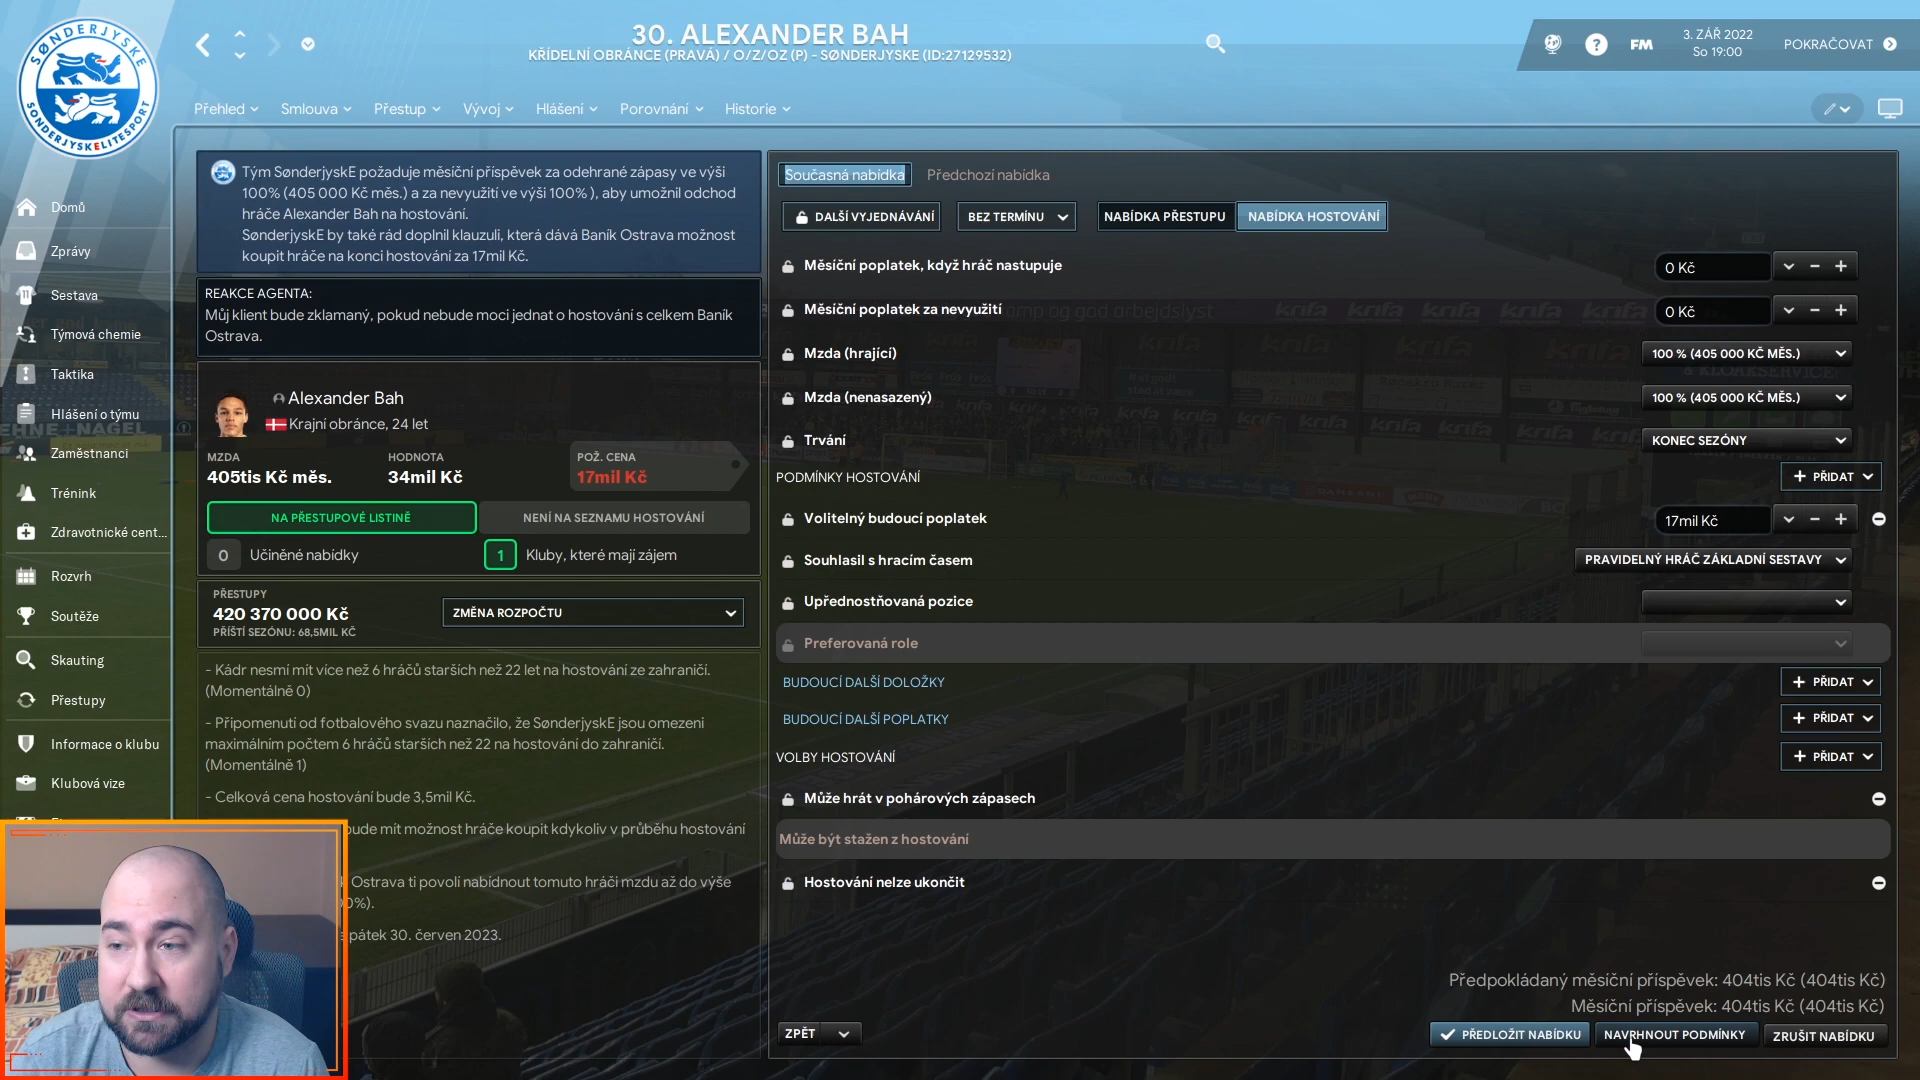 30. ALEXANDER BAH
KŘÍDELNÍ OBRÁNCE (PRAVÁ) / O/Z/OZ (P) - SØNDERJYSKE (ID:27129532)
FM
3. ZÁŘ 2022
So 19:00
POKRAČOVAT
SØNDERJYSKE
SONDERJYSKELITESPORT
Přehled
Smlouva
Přestup
Vývoj
Hlášení
Porovnání
Historie
Domů
Zprávy
Sestava
Týmová chemie
Taktika
Hlášení o týmu
Zaměstnanci
Trénink
Zdravotnické cent...
Rozvrh
Soutěže
Skauting
Přestupy
Informace o klubu
Klubová vize
Tým SønderjyskE požaduje měsíční příspěvek za odehrané zápasy ve výši
100% (405 000 Kč měs.) a za nevyužití ve výši 100% ), aby umožnil odchod
hráče Alexander Bah na hostování.
SønderjyskE by také rád doplnil klauzuli, která dává Baník Ostrava možnost
koupit hráče na konci hostování za 17mil Kč.
REAKCE AGENTA:
Můj klient bude zklamaný, pokud nebude moci jednat o hostování s celkem Baník
Ostrava.
Alexander Bah
Krajní obránce, 24 let
MZDA
405tis Kč měs.
HODNOTA
34mil Kč
POŽ. CENA
17mil Kč
NA PŘESTUPOVÉ LISTINĚ
NENÍ NA SEZNAMU HOSTOVÁNÍ
0 Učiněné nabídky
1 Kluby, které mají zájem
PŘESTUPY
420 370 000 Kč
PŘÍŠTÍ SEZÓNU: 68,5MIL KČ
ZMĚNA ROZPOČTU
- Kádr nesmí mít více než 6 hráčů starších než 22 let na hostování ze zahraničí.
(Momentálně 0)
- Připomenutí od fotbalového svazu naznačilo, že SønderjyskE jsou omezeni
maximálním počtem 6 hráčů starších než 22 na hostování do zahraničí.
(Momentálně 1)
- Celková cena hostování bude 3,5mil Kč.
bude mít možnost hráče koupit kdykoliv v průběhu hostování
Ostrava ti povolí nabídnout tomuto hráči mzdu až do výše
pátek 30. červen 2023.
Současná nabídka
Předchozí nabídka
DALŠÍ VYJEDNÁVÁNÍ
BEZ TERMÍNU
NABÍDKA PŘESTUPU
NABÍDKA HOSTOVÁNÍ
Měsíční poplatek, když hráč nastupuje
0 Kč
Měsíční poplatek za nevyužití
0 Kč
Mzda (hrající)
100 % (405 000 KČ MĚS.)
Mzda (nenasazený)
100 % (405 000 KČ MĚS.)
Trvání
KONEC SEZÓNY
PODMÍNKY HOSTOVÁNÍ
PŘIDAT
Volitelný budoucí poplatek
17mil Kč
Souhlasil s hracím časem
PRAVIDELNÝ HRÁČ ZÁKLADNÍ SESTAVY
Upřednostňovaná pozice
Preferovaná role
BUDOUCÍ DALŠÍ DOLOŽKY
PŘIDAT
BUDOUCÍ DALŠÍ POPLATKY
PŘIDAT
VOLBY HOSTOVÁNÍ
PŘIDAT
Může hrát v pohárových zápasech
Může být stažen z hostování
Hostování nelze ukončit
Předpokládaný měsíční příspěvek: 404tis Kč (404tis Kč)
Měsíční příspěvek: 404tis Kč (404tis Kč)
ZPĚT
PŘEDLOŽIT NABÍDKU
NAVRHNOUT PODMÍNKY
ZRUŠIT NABÍDKU